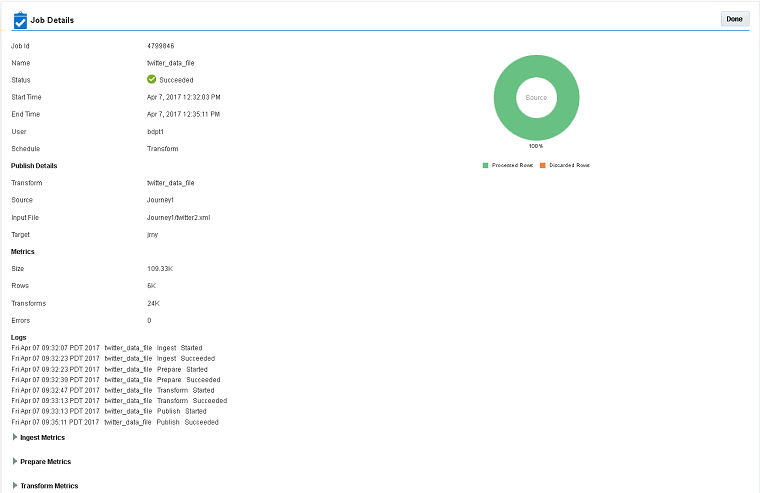 Job Details
Done
Job Id 4799846
Name twitter_data_file
Status Succeeded
Start Time Apr 7, 2017 12:32:03 PM
End Time Apr 7, 2017 12:35:11 PM
User bdpt1
Schedule Transform
Publish Details
Transform twitter_data_file
Source Journey1
Input File Journey1/twitter2.xml
Target jrny
Metrics
Size 109.33K
Rows 6K
Transforms 24K
Errors 0
Source
100%
Processed Rows Discarded Rows
Logs
Fri Apr 07 09:32:07 PDT 2017 twitter_data_file Ingest Started
Fri Apr 07 09:32:23 PDT 2017 twitter_data_file Ingest Succeeded
Fri Apr 07 09:32:23 PDT 2017 twitter_data_file Prepare Started
Fri Apr 07 09:32:39 PDT 2017 twitter_data_file Prepare Succeeded
Fri Apr 07 09:32:47 PDT 2017 twitter_data_file Transform Started
Fri Apr 07 09:33:13 PDT 2017 twitter_data_file Transform Succeeded
Fri Apr 07 09:33:13 PDT 2017 twitter_data_file Publish Started
Fri Apr 07 09:35:11 PDT 2017 twitter_data_file Publish Succeeded
Ingest Metrics
Prepare Metrics
Transform Metrics